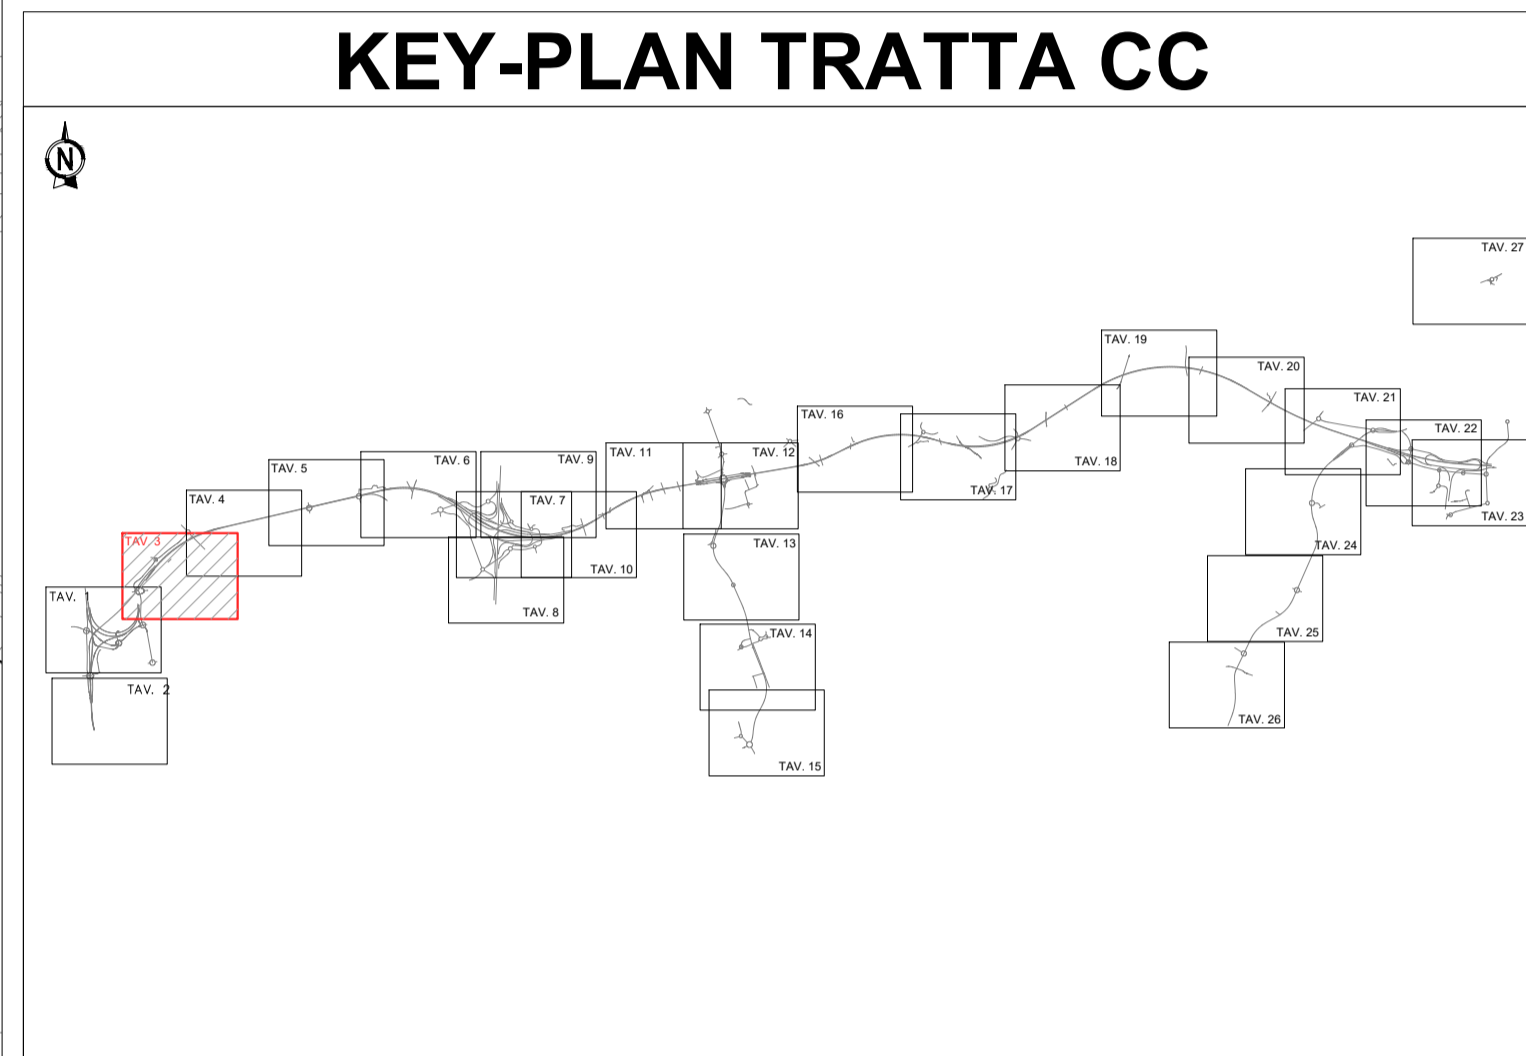 KEY-PLAN TRATTA CC
N
TAV. 27
TAV. 19
TAV. 20
TAV. 21
TAV. 16
TAV. 22
TAV. 11
TAV. 12
TAV. 6
TAV. 9
TAV. 18
TAV. 5
TAV. 17
TAV. 4
TAV. 7
TAV. 23
TAV. 3
TAV. 13
TAV. 24
TAV. 10
TAV. 1
TAV. 8
TAV. 14
TAV. 25
TAV. 2
TAV. 26
TAV. 15